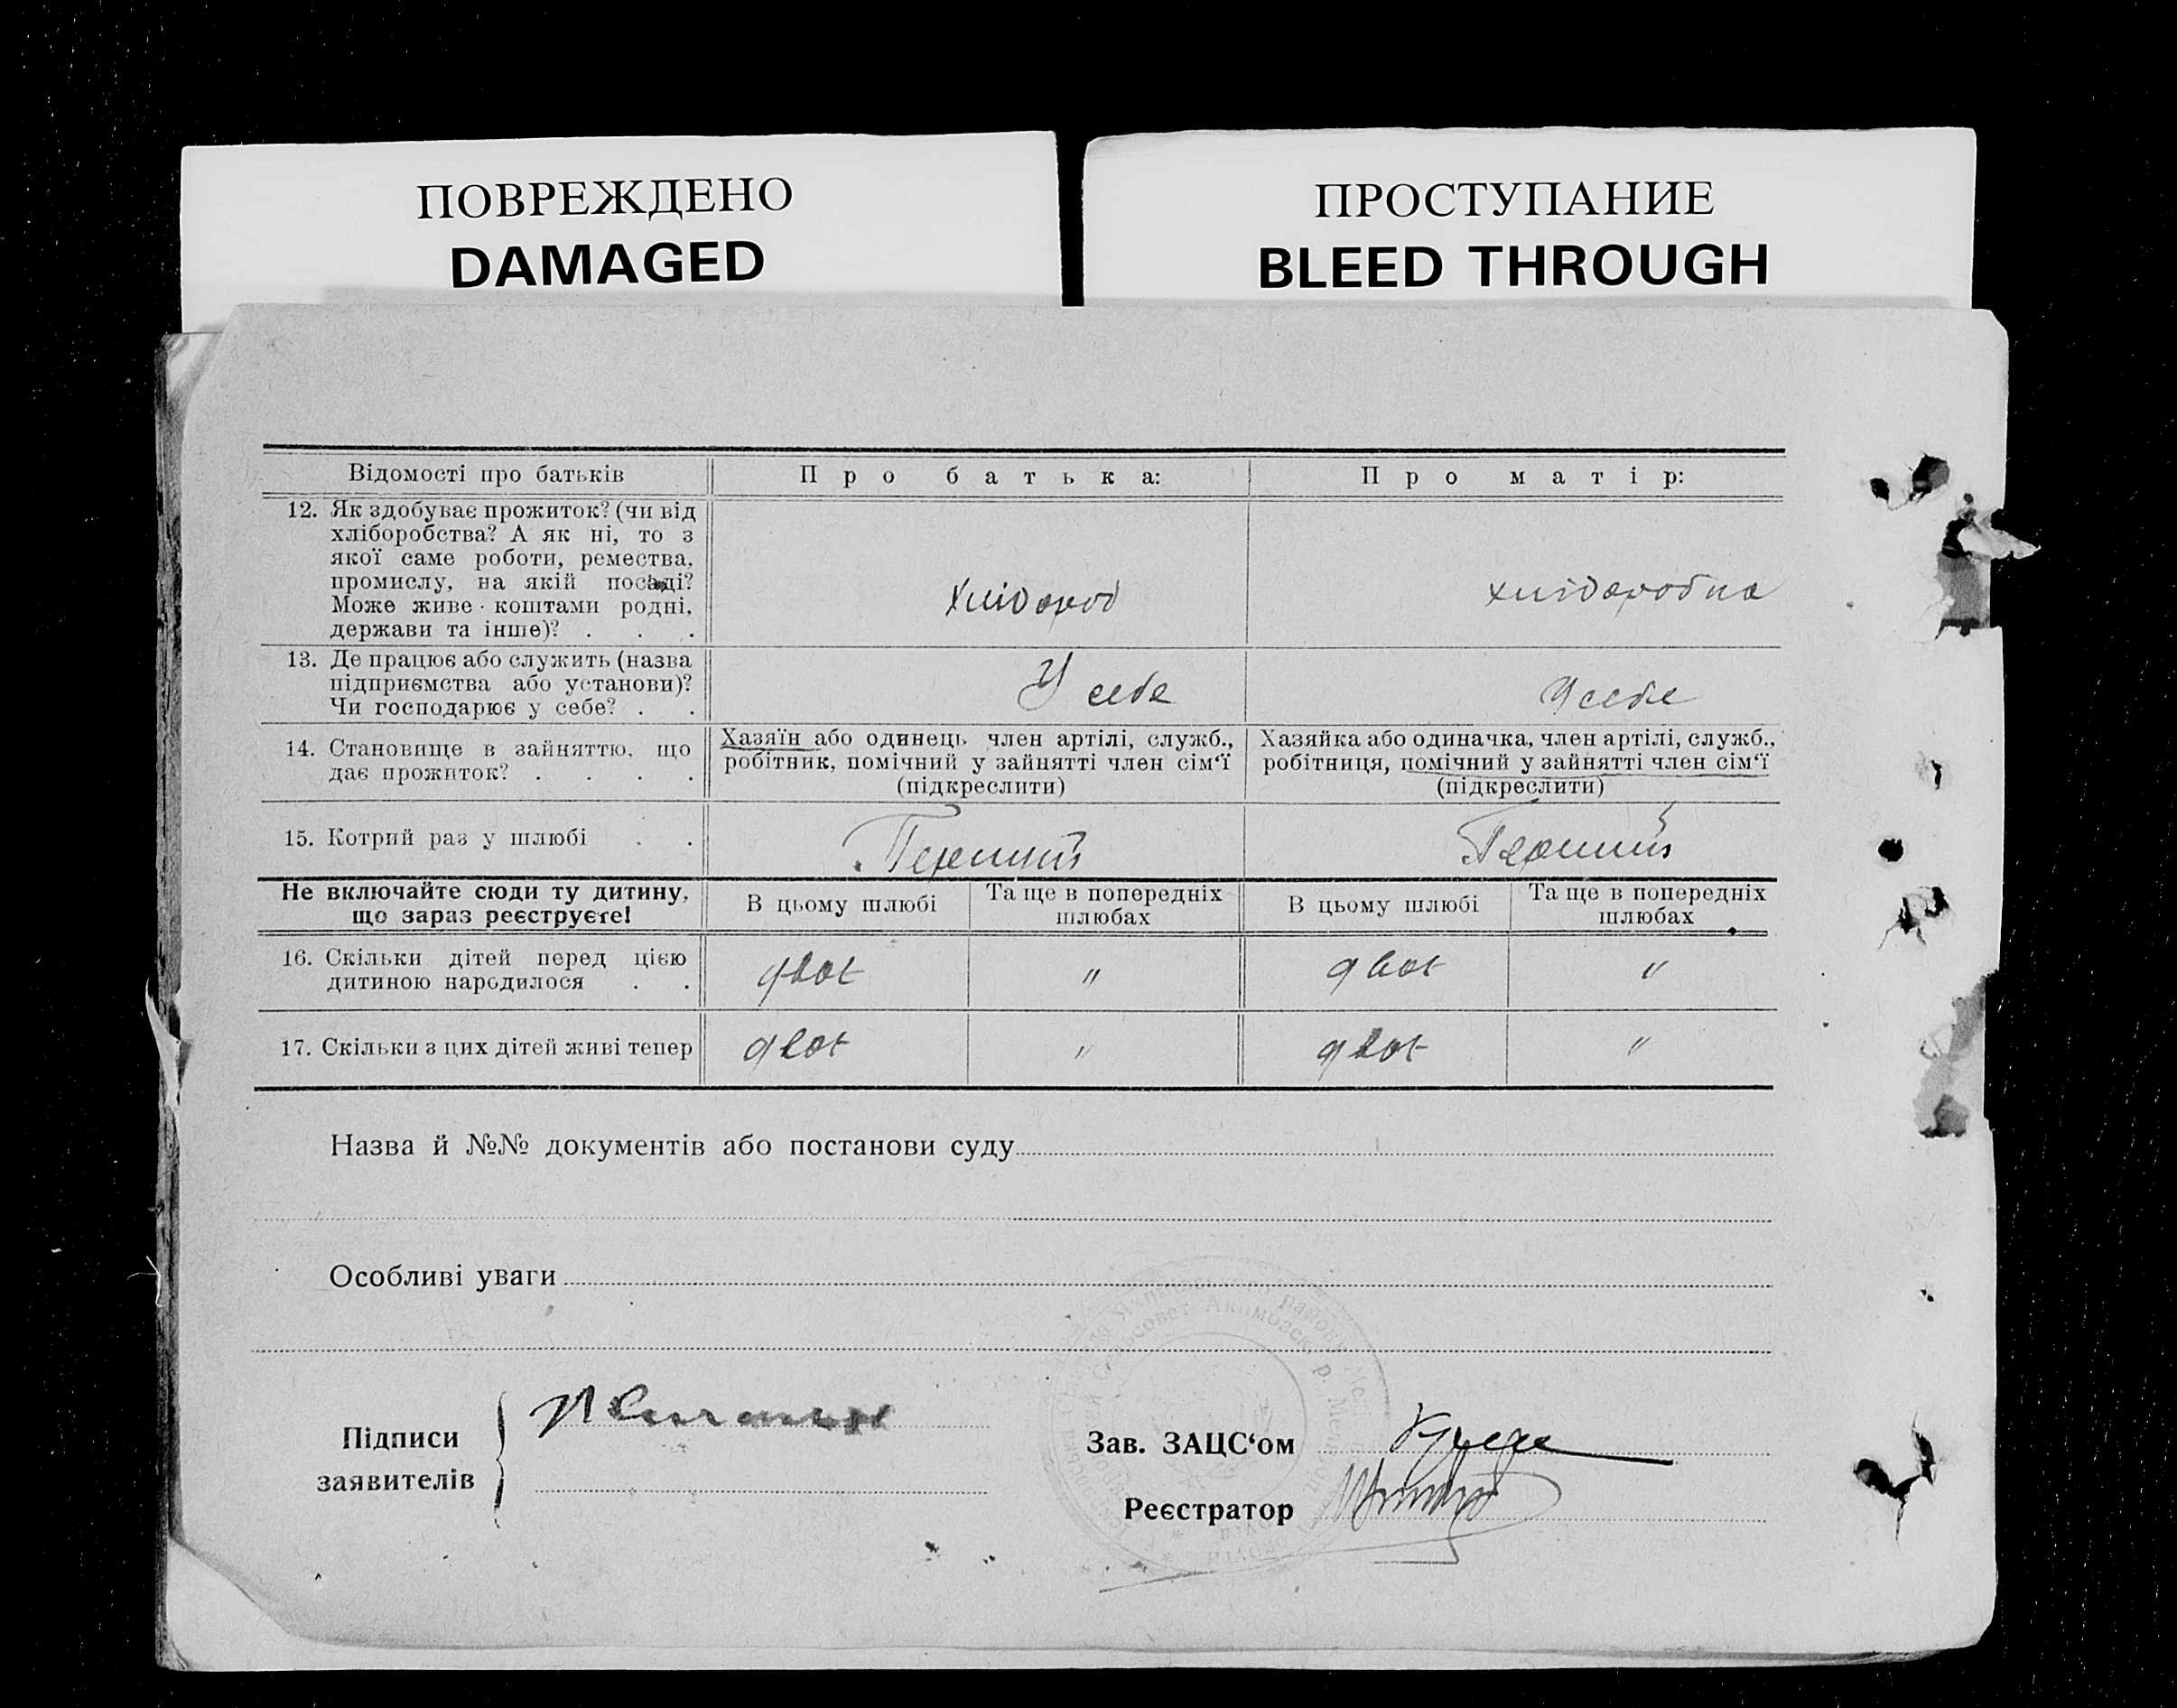 ПОВРЕЖДЕНО
DAMAGED
ПРОСТУПАНИЕ
BLEED THROUGH
Відомості про батьків
Про батька:
Про матір:
12. Як здобуває прожиток? (чи від
хліборобства? А як ні, то з
якої саме роботи, ремества,
промислу, на якій посаді?
Може живе коштами родні,
держави та інше)? . . .
хлібороб
хлібороба
13. Де працює або служить (назва
підприємства або установи)?
Чи господарює у себе? . .
У себе
У себе
14. Становище в зайняттю, що
дає прожиток? . . . .
Хазяїн або одинець член артілі, служб.,
робітник, помічний у зайнятті член сім‘ї
(підкреслити)
Хазяйка або одиначка, член артілі, служб.,
робітниця, помічний у зайнятті член сім‘ї
(підкреслити)
15. Котрий раз у шлюбі . .
Перший
Перший
Не включайте сюди ту дитину,
що зараз реєструєте!
В цьому шлюбі
Та ще в попередніх
шлюбах
В цьому шлюбі
Та ще в попередніх
шлюбах
16. Скільки дітей перед цією
дитиною народилося . .
двоє
"
двоє
"
17. Скільки з цих дітей живі тепер
двоє
"
двоє
"
Назва й №№ документів або постанови суду
Особливі уваги
Підписи
заявителів
Зав. ЗАЦС‘ом
Реєстратор